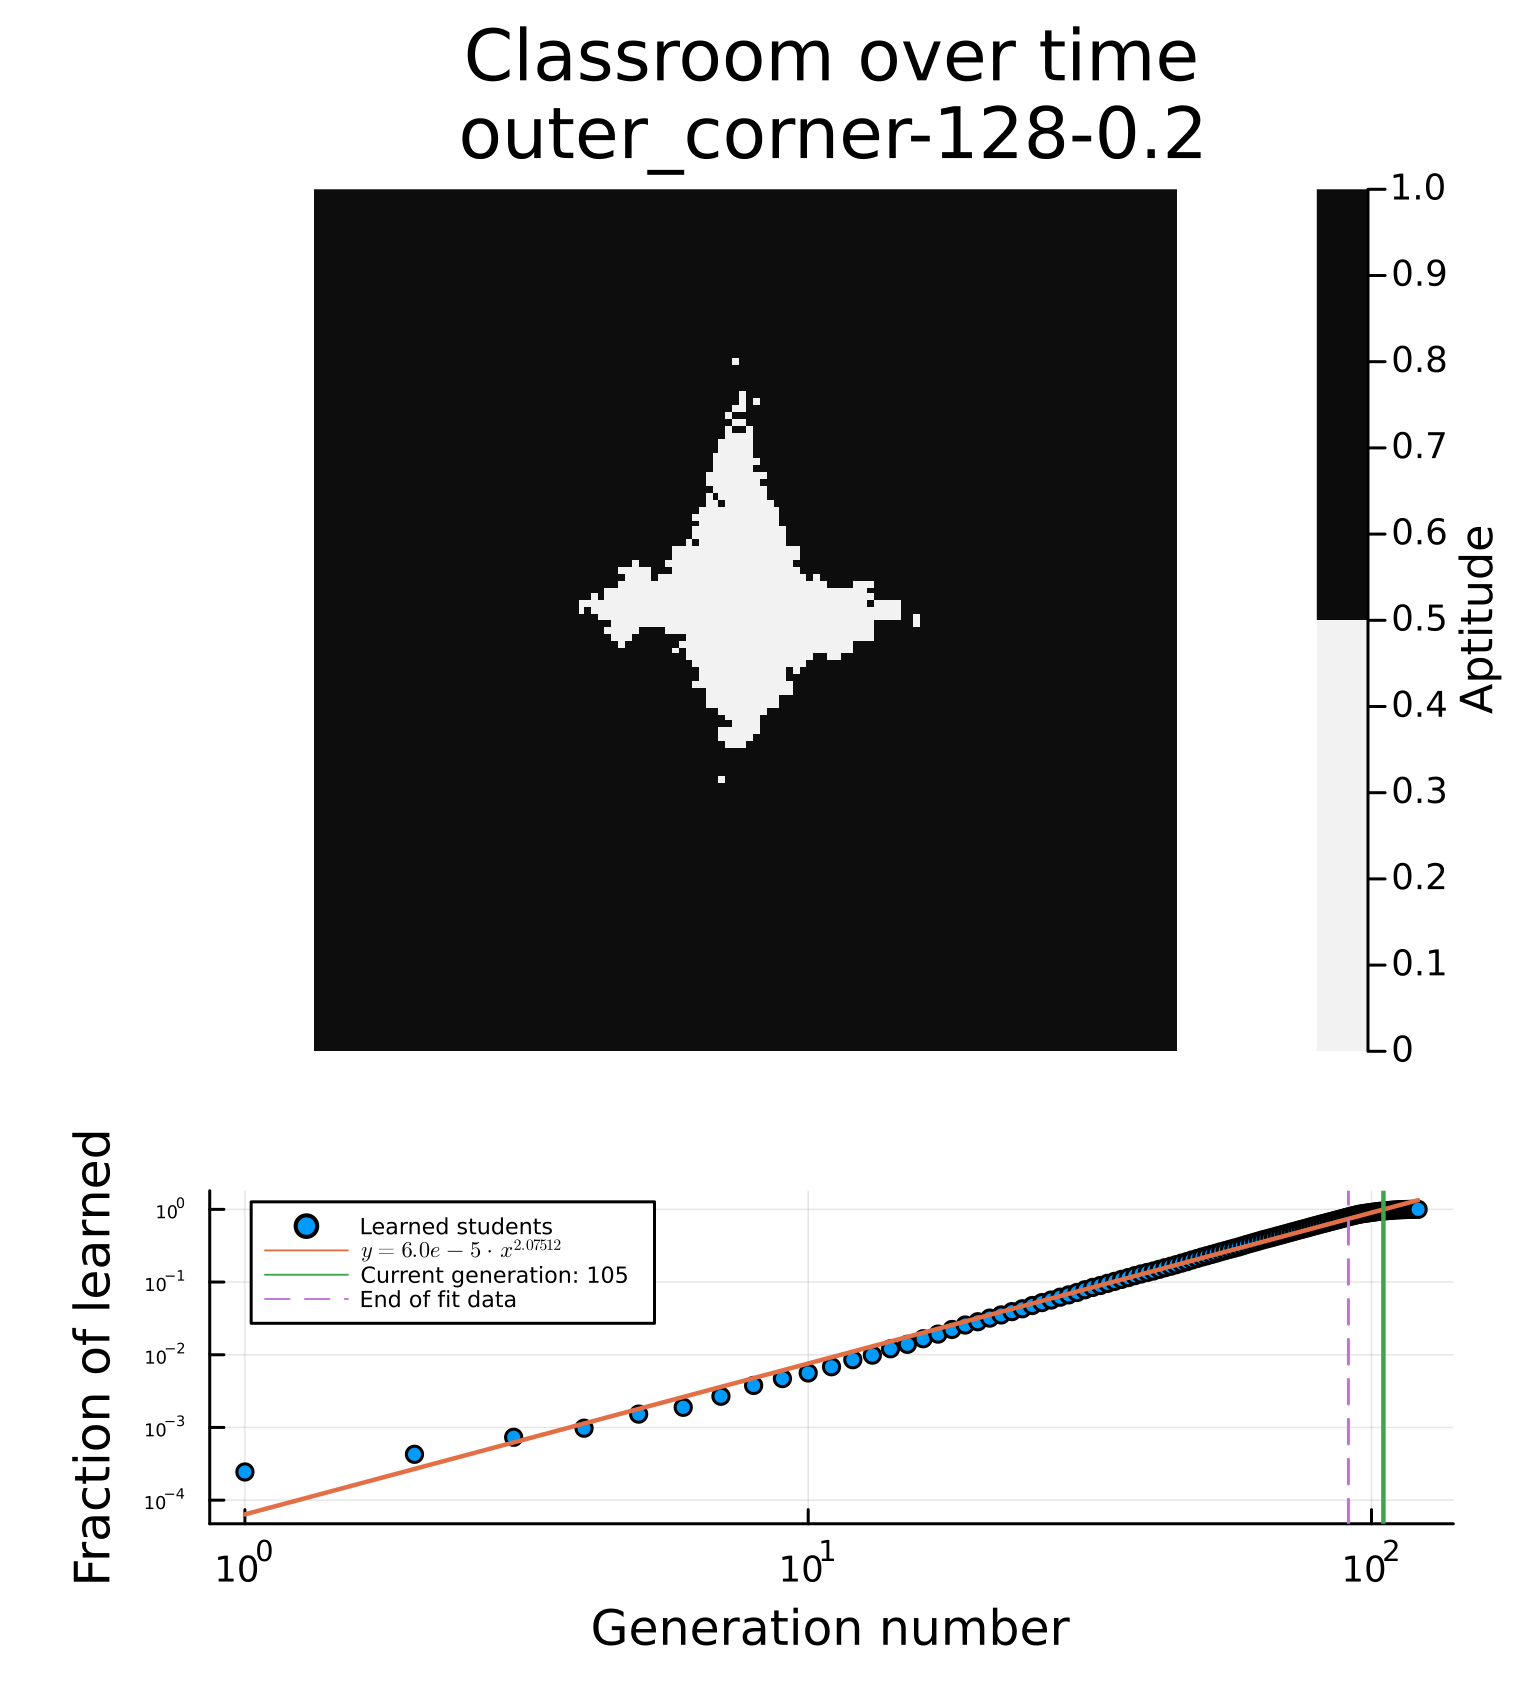 Classroom over time
outer_corner-128-0.2
1.0
0.9
0.8
0.7
0.6
0.5
0.4
0.3
0.2
0.1
0
Aptitude
Fraction of learned
10^0
10^-1
10^-2
10^-3
10^-4
Learned students
y = 6.0e − 5 · x^2.07512
Current generation: 105
End of fit data
10^0
10^1
10^2
Generation number